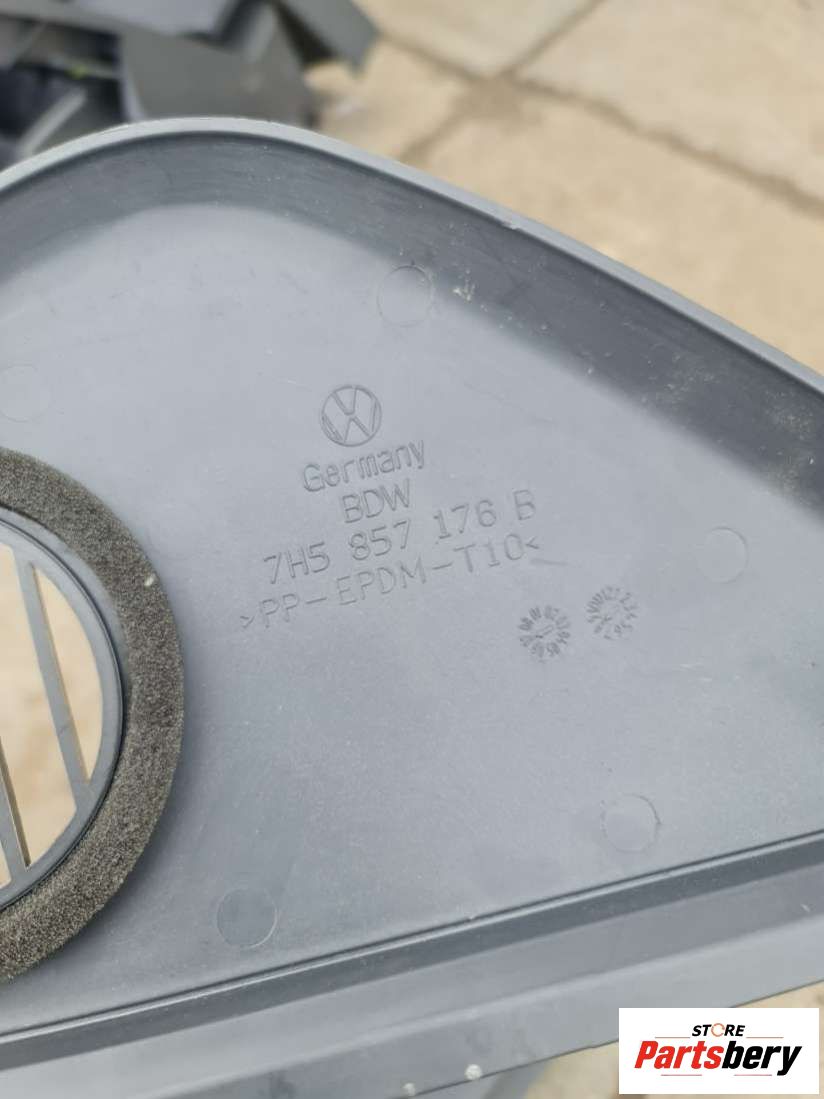 Germany
BDW
7H5 857 176 B
>PP-EPDM-T10<
STORE
Partsbery